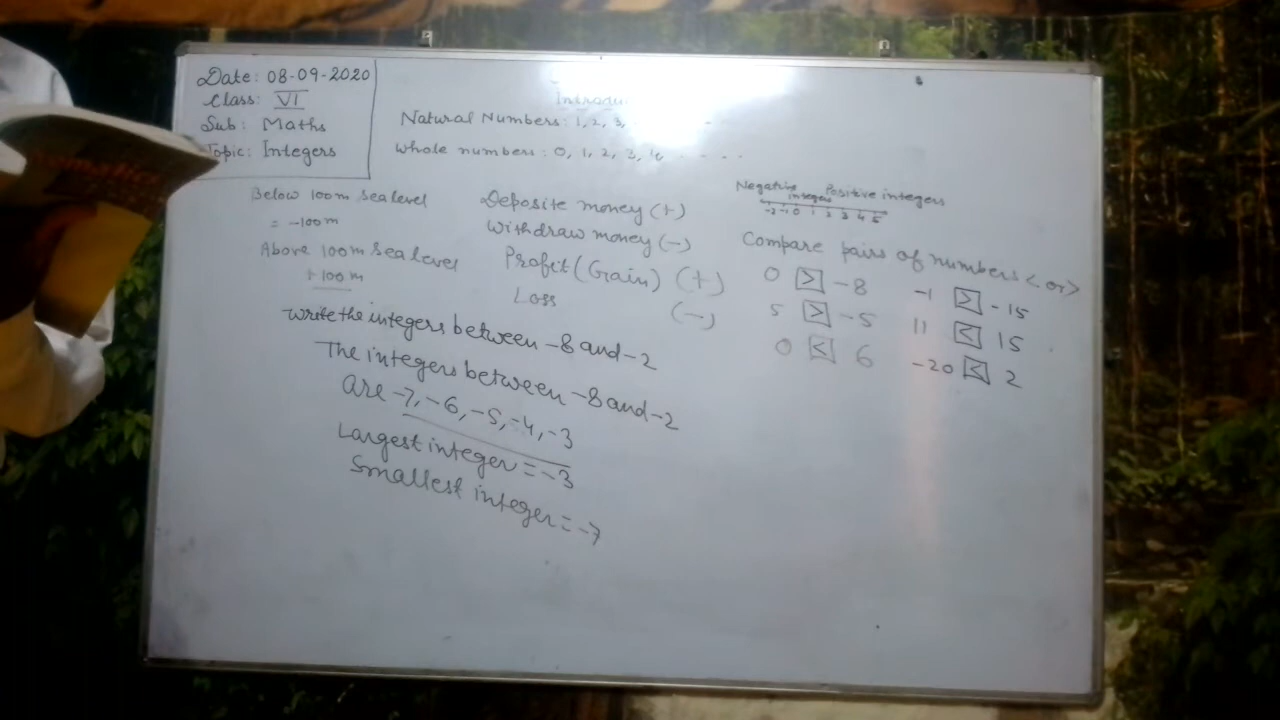 Date: 08-09-2020
Class: VI
Sub: Maths
Topic: Integers
Introdu
Natural Numbers: 1, 2, 3,
Whole numbers: 0, 1, 2, 3, 4, - - - -
Below 100m sea level
= -100m
Above 100m sea level
+100m
Deposite money (+)
Withdraw money (-)
Profit (Gain) (+)
Loss (-)
Negative integers Positive integers
-2 -1 0 1 2 3 4 5
Compare pairs of numbers < or >
0 > -8 -1 > -15
5 > -5 11 < 15
0 < 6 -20 < 2
Write the integers between -8 and -2
The integers between -8 and -2
are -7, -6, -5, -4, -3
Largest integer = -3
Smallest integer = -7